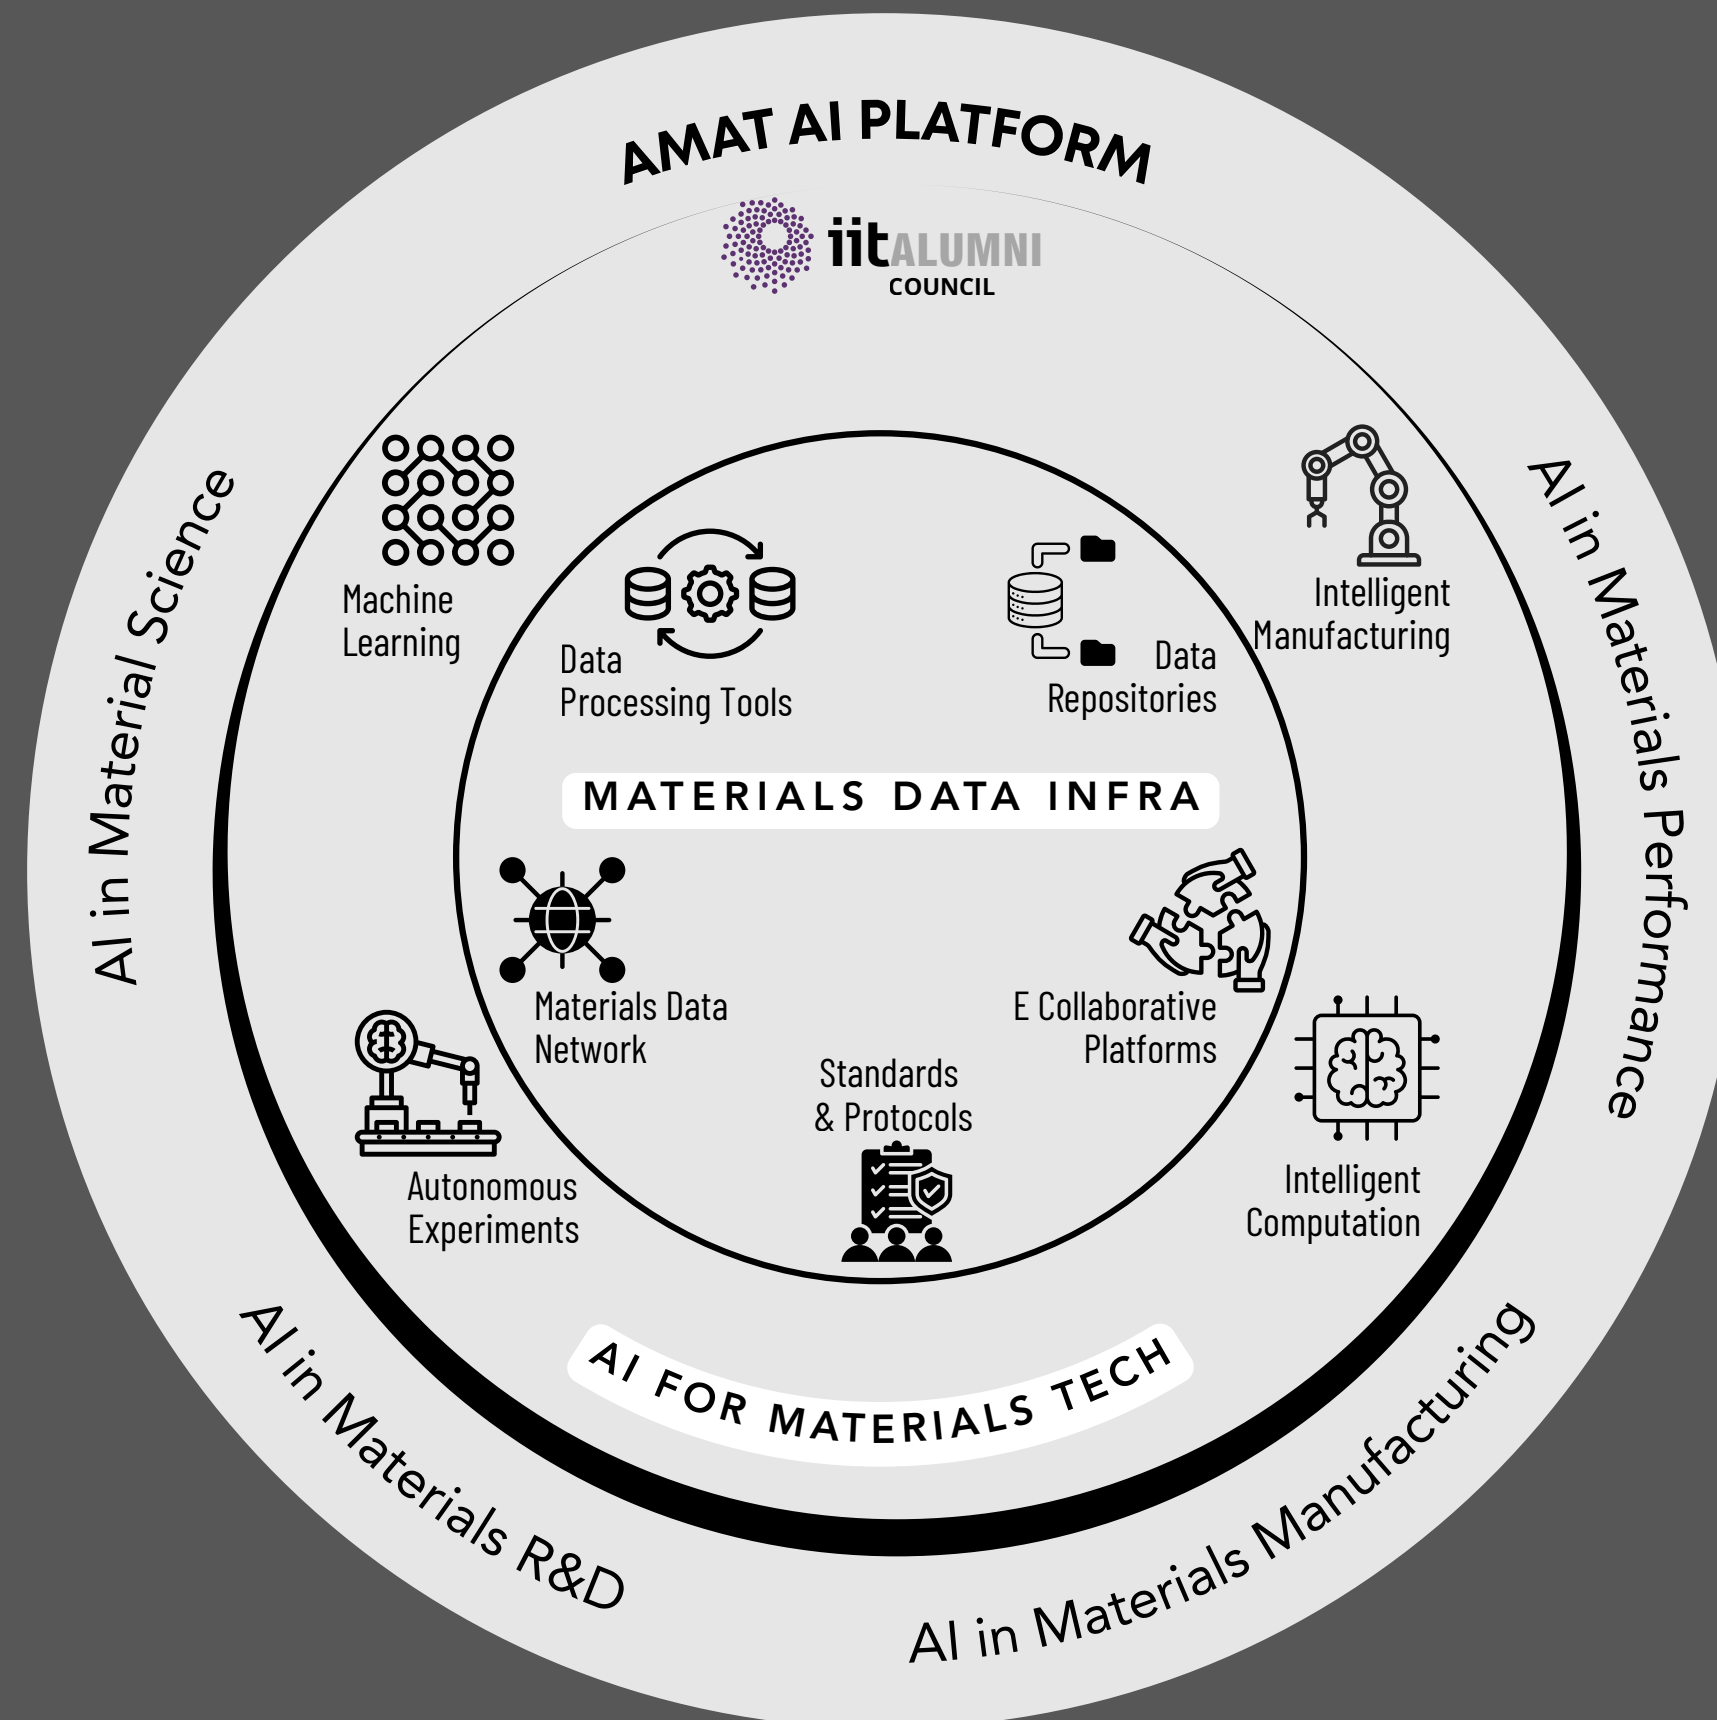 AMAT AI PLATFORM
iitALUMNI
COUNCIL
AI in Material Science
AI in Materials Performance
Machine
Learning
Intelligent
Manufacturing
Data
Processing Tools
Data
Repositories
MATERIALS DATA INFRA
Materials Data
Network
E Collaborative
Platforms
Standards
& Protocols
Autonomous
Experiments
Intelligent
Computation
AI FOR MATERIALS TECH
AI in Materials R&D
AI in Materials Manufacturing